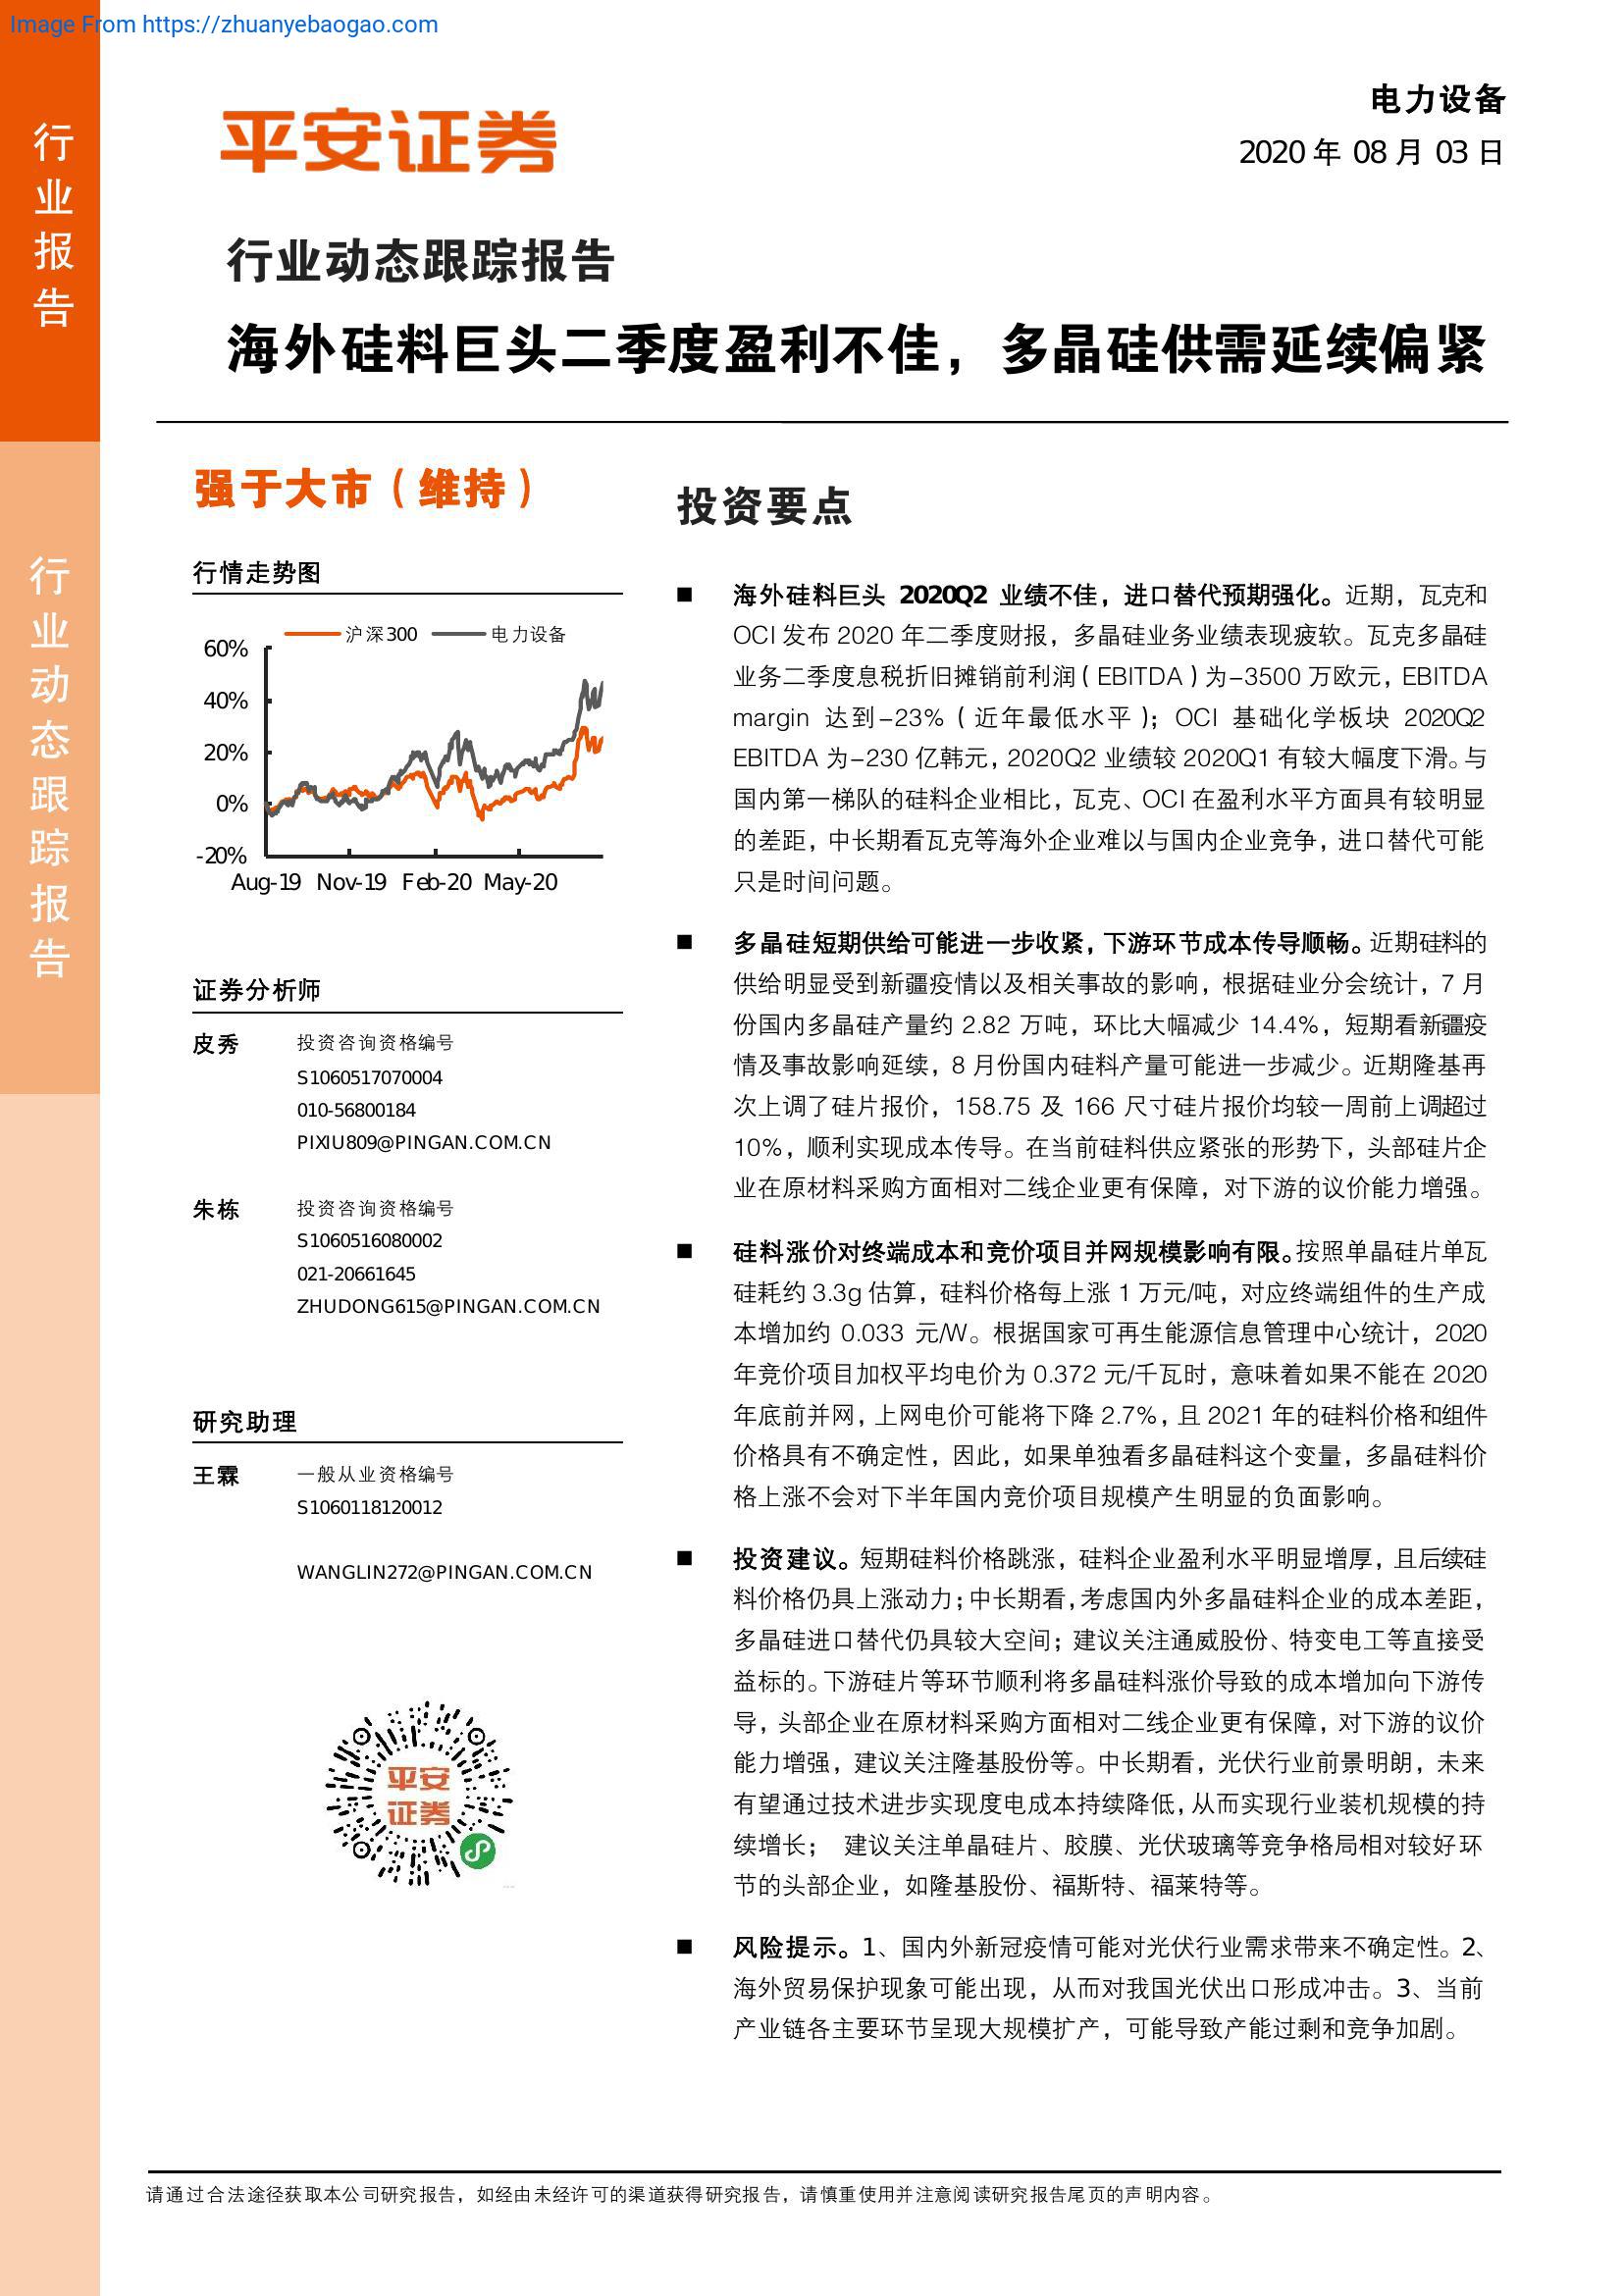 Image From https://zhuanyebaogao.com
行业报告
行业动态跟踪报告
平安证券
电力设备
2020 年 08 月 03 日
行业动态跟踪报告
海外硅料巨头二季度盈利不佳，多晶硅供需延续偏紧
强于大市（维持）
行情走势图
沪深300 电力设备
60%
40%
20%
0%
-20%
Aug-19 Nov-19 Feb-20 May-20
证券分析师
皮秀 投资咨询资格编号
S1060517070004
010-56800184
PIXIU809@PINGAN.COM.CN
朱栋 投资咨询资格编号
S1060516080002
021-20661645
ZHUDONG615@PINGAN.COM.CN
研究助理
王霖 一般从业资格编号
S1060118120012
WANGLIN272@PINGAN.COM.CN
平安
证券
投资要点
■ 海外硅料巨头 2020Q2 业绩不佳，进口替代预期强化。近期，瓦克和
OCI 发布 2020 年二季度财报，多晶硅业务业绩表现疲软。瓦克多晶硅
业务二季度息税折旧摊销前利润（EBITDA）为-3500 万欧元，EBITDA
margin 达到-23%（近年最低水平）；OCI 基础化学板块 2020Q2
EBITDA 为-230 亿韩元，2020Q2 业绩较 2020Q1 有较大幅度下滑。与
国内第一梯队的硅料企业相比，瓦克、OCI 在盈利水平方面具有较明显
的差距，中长期看瓦克等海外企业难以与国内企业竞争，进口替代可能
只是时间问题。
■ 多晶硅短期供给可能进一步收紧，下游环节成本传导顺畅。近期硅料的
供给明显受到新疆疫情以及相关事故的影响，根据硅业分会统计，7 月
份国内多晶硅产量约 2.82 万吨，环比大幅减少 14.4%，短期看新疆疫
情及事故影响延续，8 月份国内硅料产量可能进一步减少。近期隆基再
次上调了硅片报价，158.75 及 166 尺寸硅片报价均较一周前上调超过
10%，顺利实现成本传导。在当前硅料供应紧张的形势下，头部硅片企
业在原材料采购方面相对二线企业更有保障，对下游的议价能力增强。
■ 硅料涨价对终端成本和竞价项目并网规模影响有限。按照单晶硅片单瓦
硅耗约 3.3g 估算，硅料价格每上涨 1 万元/吨，对应终端组件的生产成
本增加约 0.033 元/W。根据国家可再生能源信息管理中心统计，2020
年竞价项目加权平均电价为 0.372 元/千瓦时，意味着如果不能在 2020
年底前并网，上网电价可能将下降 2.7%，且 2021 年的硅料价格和组件
价格具有不确定性，因此，如果单独看多晶硅料这个变量，多晶硅料价
格上涨不会对下半年国内竞价项目规模产生明显的负面影响。
■ 投资建议。短期硅料价格跳涨，硅料企业盈利水平明显增厚，且后续硅
料价格仍具上涨动力；中长期看，考虑国内外多晶硅料企业的成本差距，
多晶硅进口替代仍具较大空间；建议关注通威股份、特变电工等直接受
益标的。下游硅片等环节顺利将多晶硅料涨价导致的成本增加向下游传
导，头部企业在原材料采购方面相对二线企业更有保障，对下游的议价
能力增强，建议关注隆基股份等。中长期看，光伏行业前景明朗，未来
有望通过技术进步实现度电成本持续降低，从而实现行业装机规模的持
续增长； 建议关注单晶硅片、胶膜、光伏玻璃等竞争格局相对较好环
节的头部企业，如隆基股份、福斯特、福莱特等。
■ 风险提示。1、国内外新冠疫情可能对光伏行业需求带来不确定性。2、
海外贸易保护现象可能出现，从而对我国光伏出口形成冲击。3、当前
产业链各主要环节呈现大规模扩产，可能导致产能过剩和竞争加剧。
请通过合法途径获取本公司研究报告，如经由未经许可的渠道获得研究报告，请慎重使用并注意阅读研究报告尾页的声明内容。